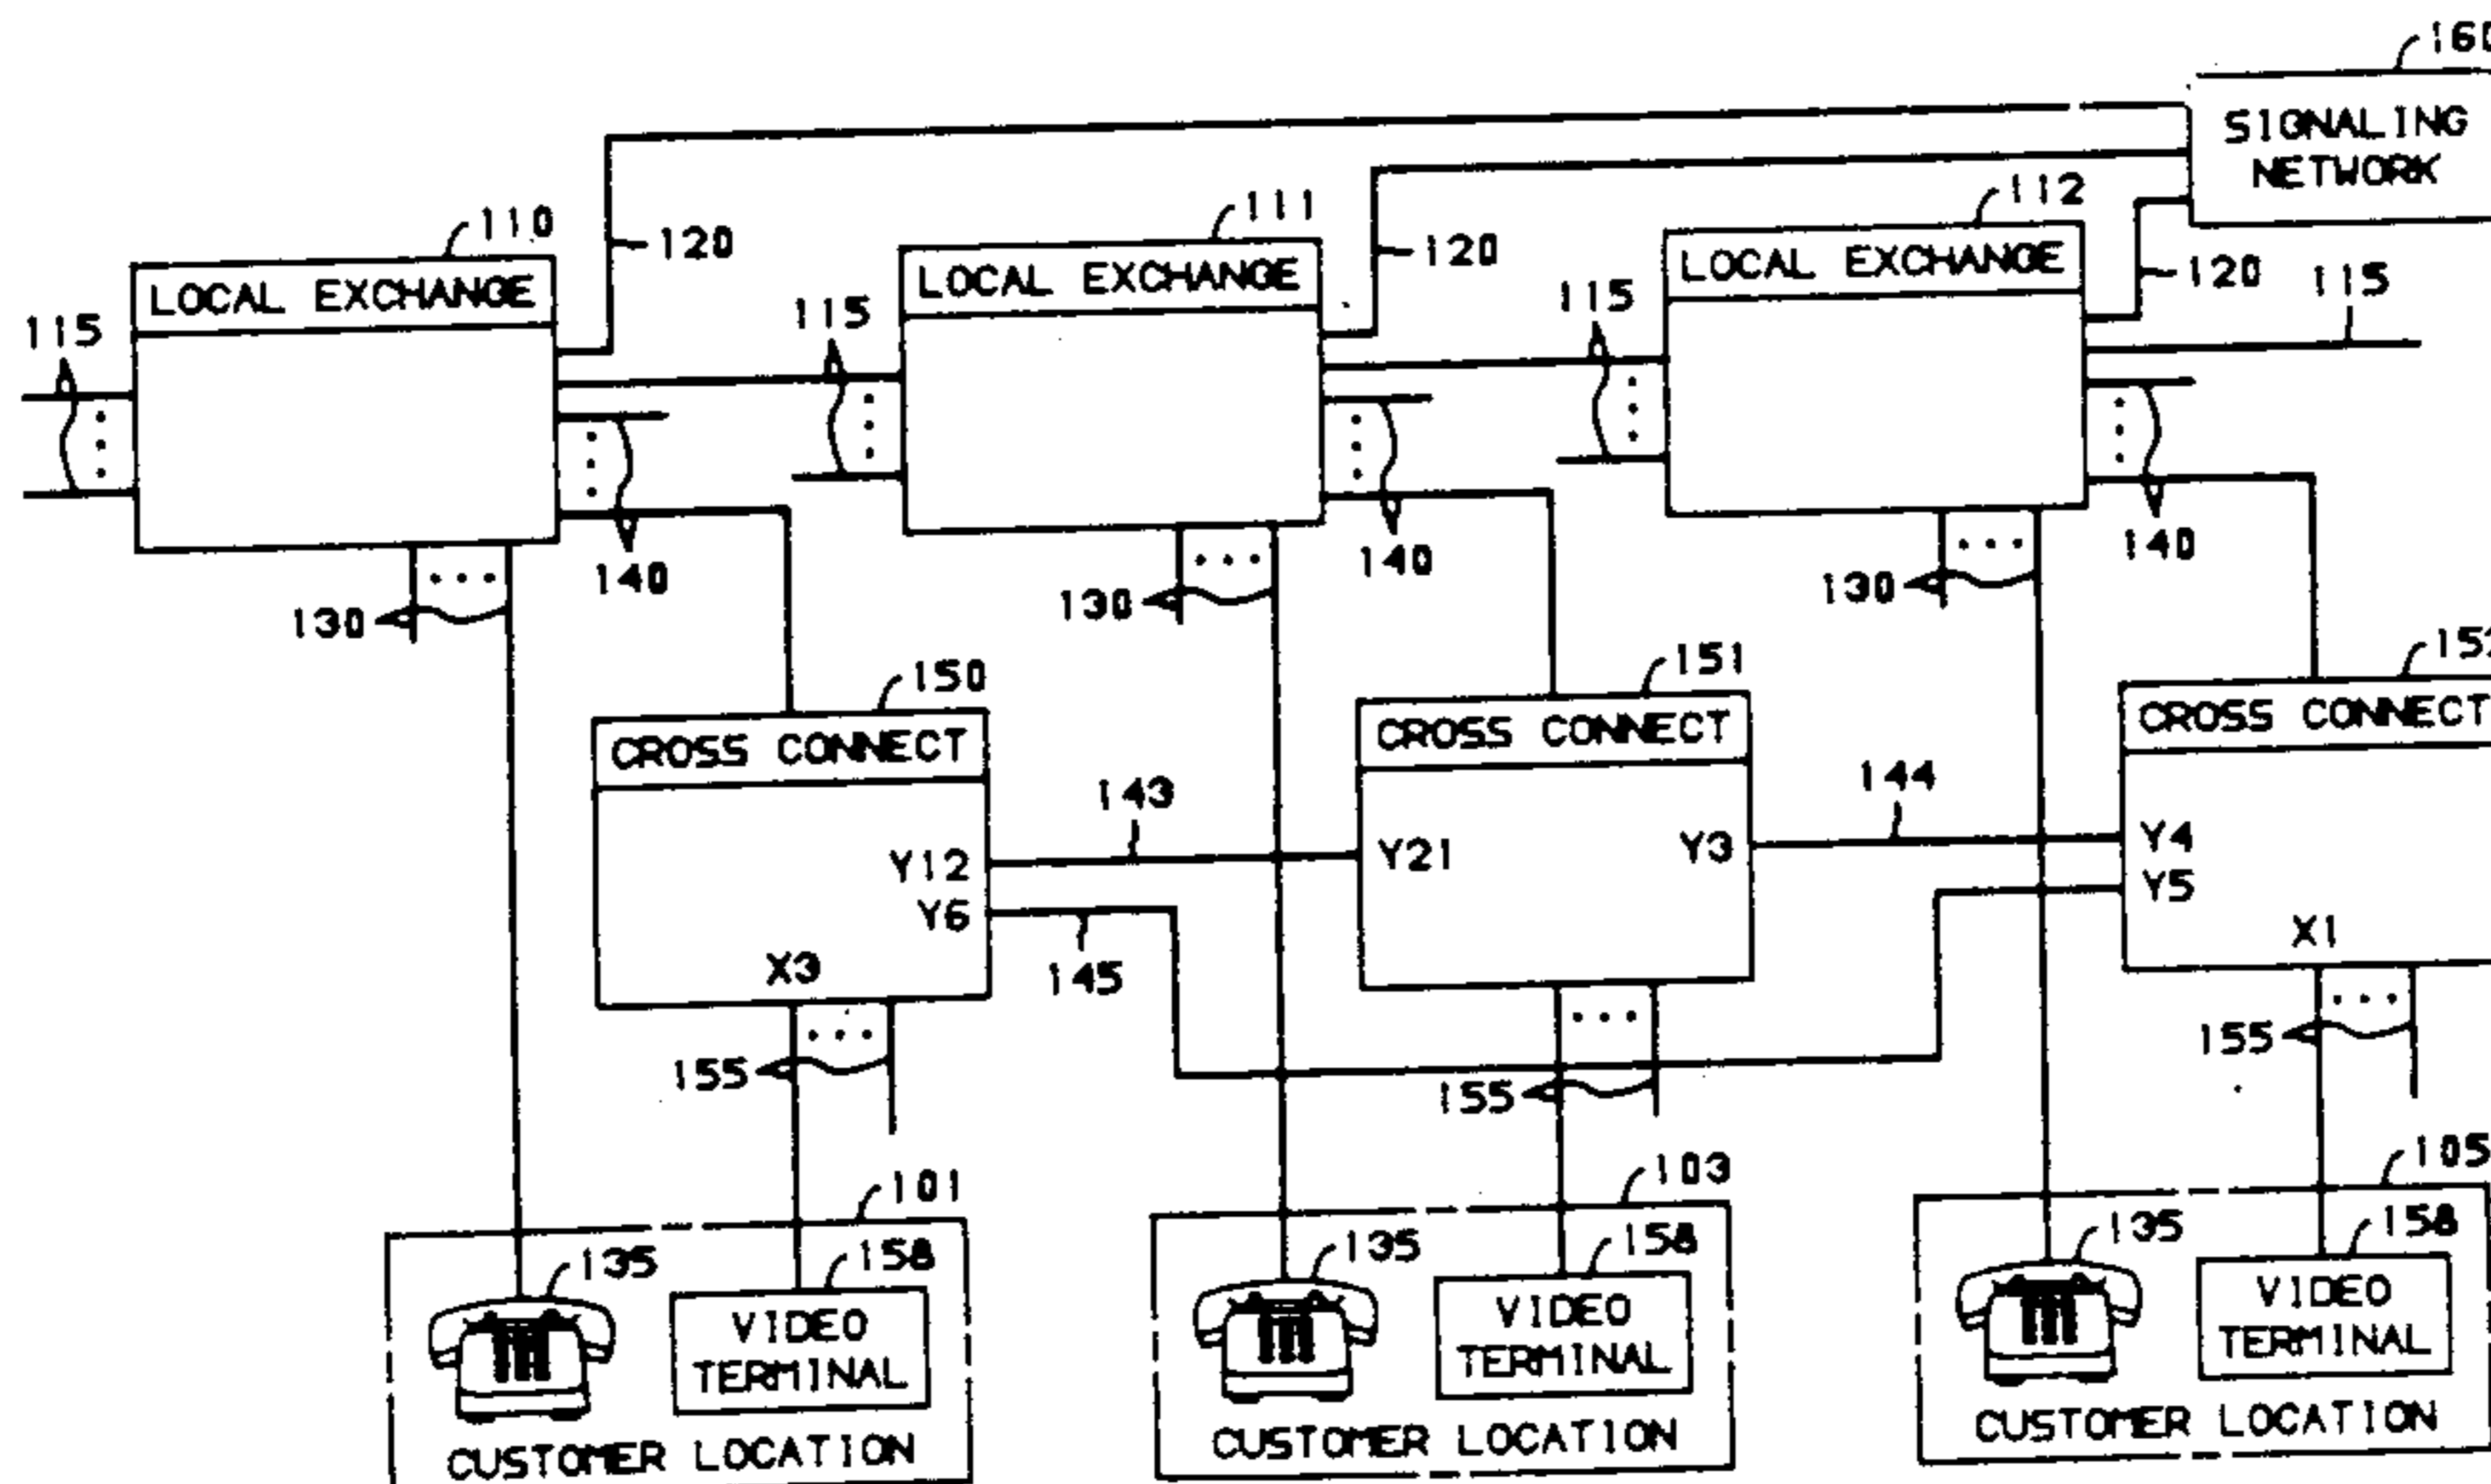 160
SIGNALING
NETWORK
110
111
112
120
120
120
115
115
115
115
LOCAL EXCHANGE
LOCAL EXCHANGE
LOCAL EXCHANGE
140
140
140
130
130
130
150
151
CROSS CONNECT
CROSS CONNECT
CROSS CONNECT
143
144
Y12
Y21
Y3
Y4
Y6
Y5
X3
X1
145
155
155
155
101
103
105
135
158
135
158
135
158
VIDEO
TERMINAL
VIDEO
TERMINAL
VIDEO
TERMINAL
CUSTOMER LOCATION
CUSTOMER LOCATION
CUSTOMER LOCATION